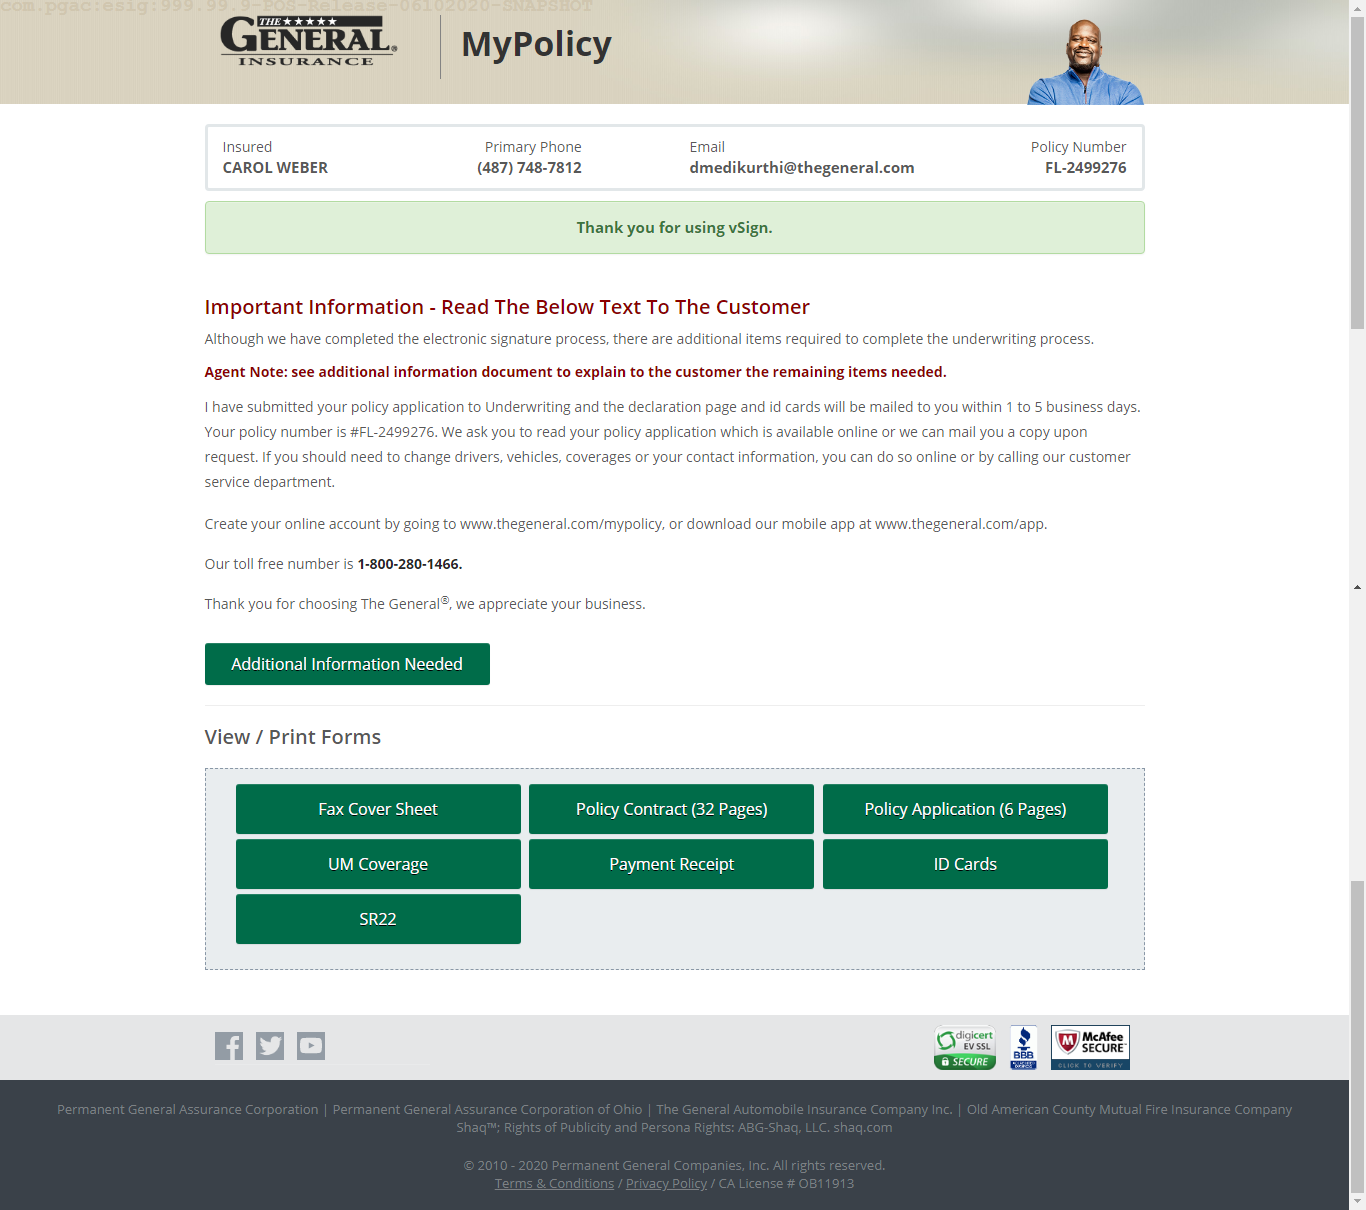 com.pgac:esig:999.99.9-POS-Release-06102020-SNAPSHOT
THE
GENERAL®
INSURANCE
MyPolicy
Insured Primary Phone Email Policy Number
CAROL WEBER (487) 748-7812 dmedikurthi@thegeneral.com FL-2499276
Thank you for using vSign.
Important Information - Read The Below Text To The Customer
Although we have completed the electronic signature process, there are additional items required to complete the underwriting process.
Agent Note: see additional information document to explain to the customer the remaining items needed.
I have submitted your policy application to Underwriting and the declaration page and id cards will be mailed to you within 1 to 5 business days.
Your policy number is #FL-2499276. We ask you to read your policy application which is available online or we can mail you a copy upon
request. If you should need to change drivers, vehicles, coverages or your contact information, you can do so online or by calling our customer
service department.
Create your online account by going to www.thegeneral.com/mypolicy, or download our mobile app at www.thegeneral.com/app.
Our toll free number is 1-800-280-1466.
Thank you for choosing The General®, we appreciate your business.
Additional Information Needed
View / Print Forms
Fax Cover Sheet Policy Contract (32 Pages) Policy Application (6 Pages)
UM Coverage Payment Receipt ID Cards
SR22
digicert
EV SSL
SECURE
BBB
McAfee
SECURE™
CLICK TO VERIFY
Permanent General Assurance Corporation | Permanent General Assurance Corporation of Ohio | The General Automobile Insurance Company Inc. | Old American County Mutual Fire Insurance Company
Shaq™; Rights of Publicity and Persona Rights: ABG-Shaq, LLC. shaq.com
© 2010 - 2020 Permanent General Companies, Inc. All rights reserved.
Terms & Conditions / Privacy Policy / CA License # OB11913